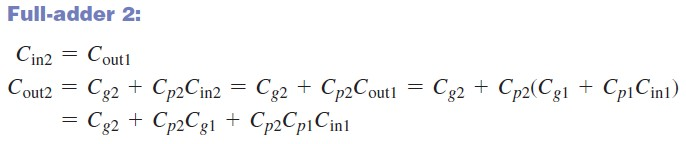 Full-adder 2:
Cin2 = Cout1
Cout2 = Cg2 + Cp2Cin2 = Cg2 + Cp2Cout1 = Cg2 + Cp2(Cg1 + Cp1Cin1)
= Cg2 + Cp2Cg1 + Cp2Cp1Cin1